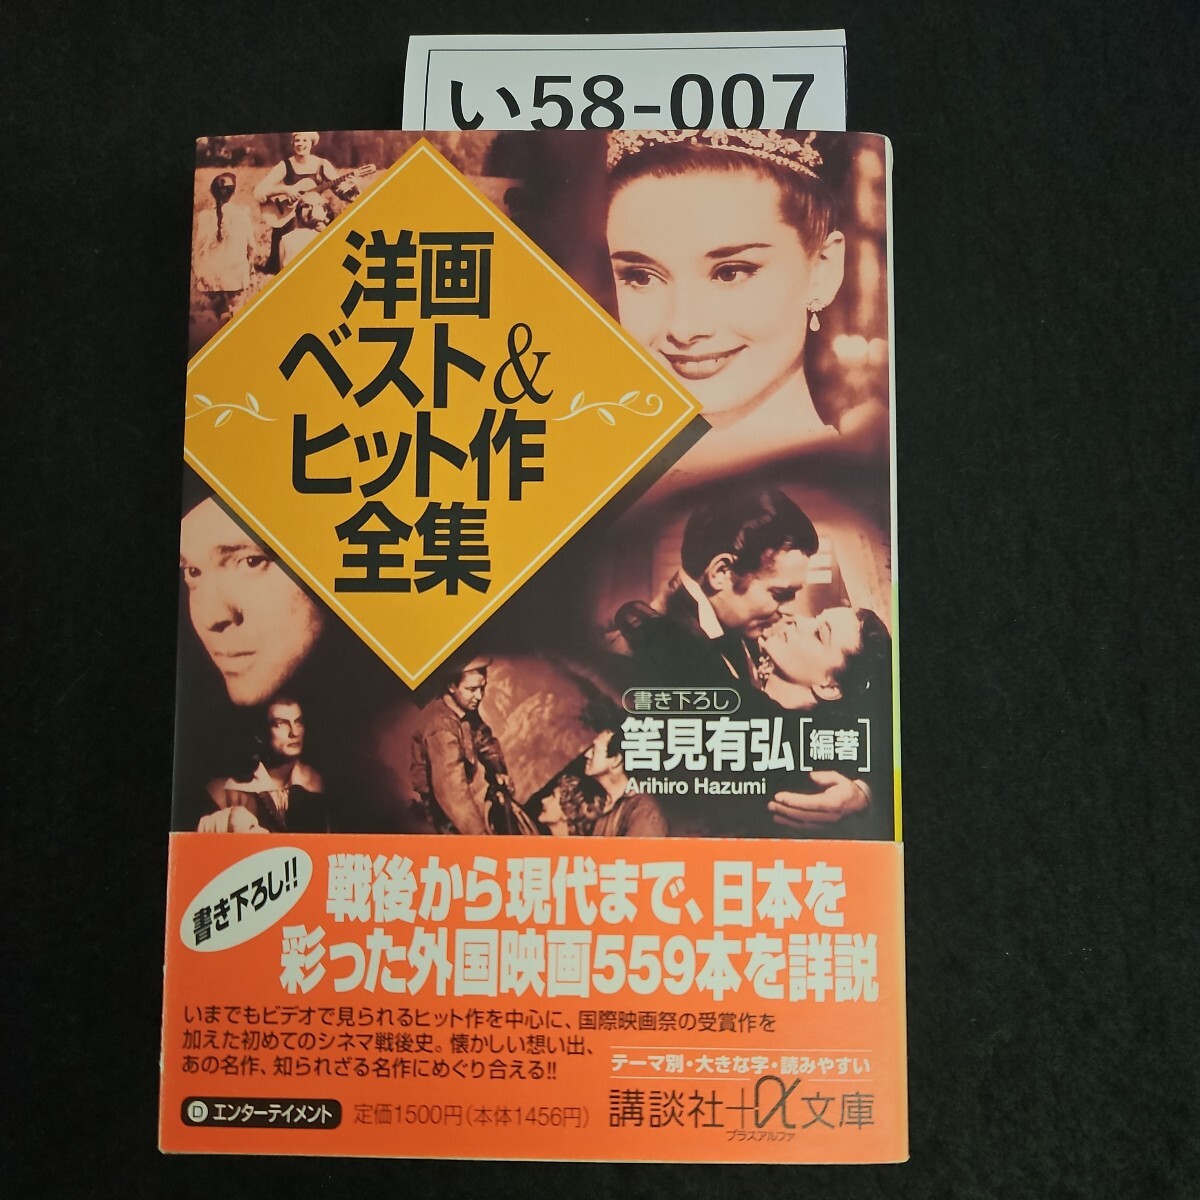 い58-007
洋画
ベスト&
ヒット作
全集
書き下ろし
筈見有弘[編著]
Arihiro Hazumi
書き下ろし!!
戦後から現代まで、日本を
彩った外国映画559本を詳説
いまでもビデオで見られるヒット作を中心に、国際映画祭の受賞作を
加えた初めてのシネマ戦後史。懐かしい想い出、
あの名作、知られざる名作にめぐり合える!!
テーマ別・大きな字・読みやすい
D エンターテイメント
定価1500円(本体1456円)
講談社+α文庫
プラスアルファ